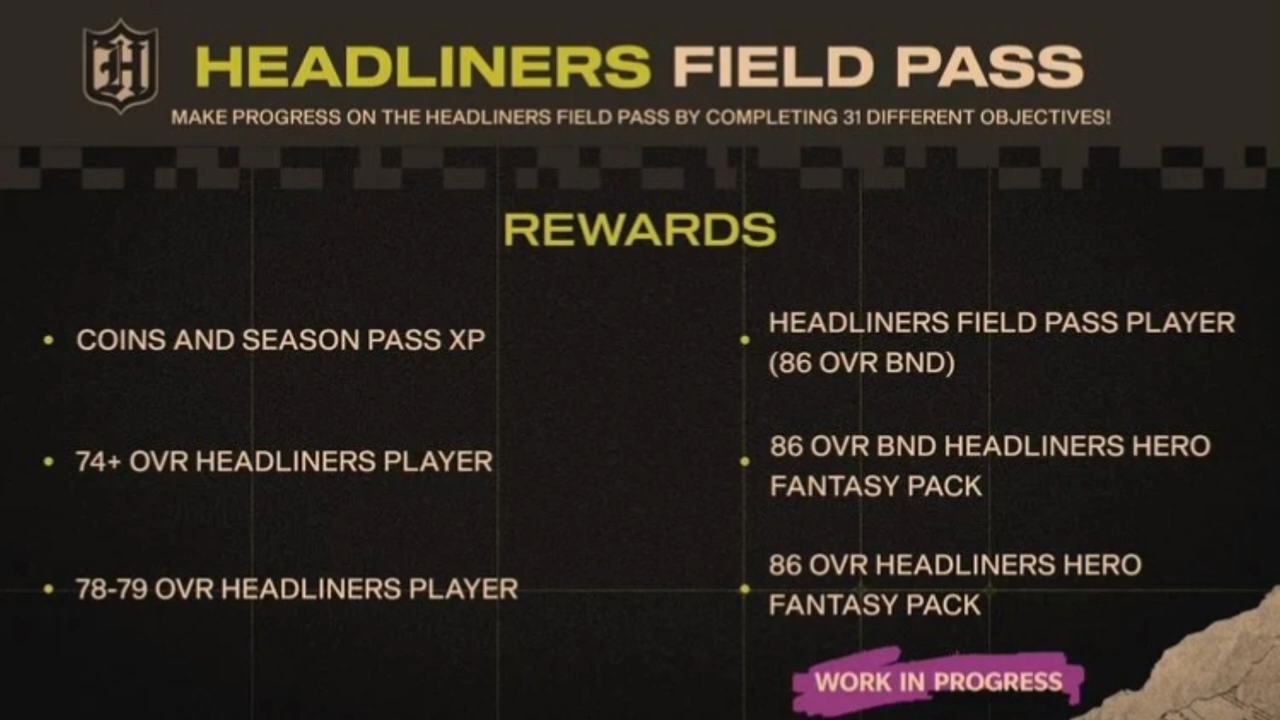 HEADLINERS FIELD PASS
MAKE PROGRESS ON THE HEADLINERS FIELD PASS BY COMPLETING 31 DIFFERENT OBJECTIVES!
REWARDS
• COINS AND SEASON PASS XP
• 74+ OVR HEADLINERS PLAYER
• 78-79 OVR HEADLINERS PLAYER
• HEADLINERS FIELD PASS PLAYER
(86 OVR BND)
• 86 OVR BND HEADLINERS HERO
FANTASY PACK
• 86 OVR HEADLINERS HERO
FANTASY PACK
WORK IN PROGRESS